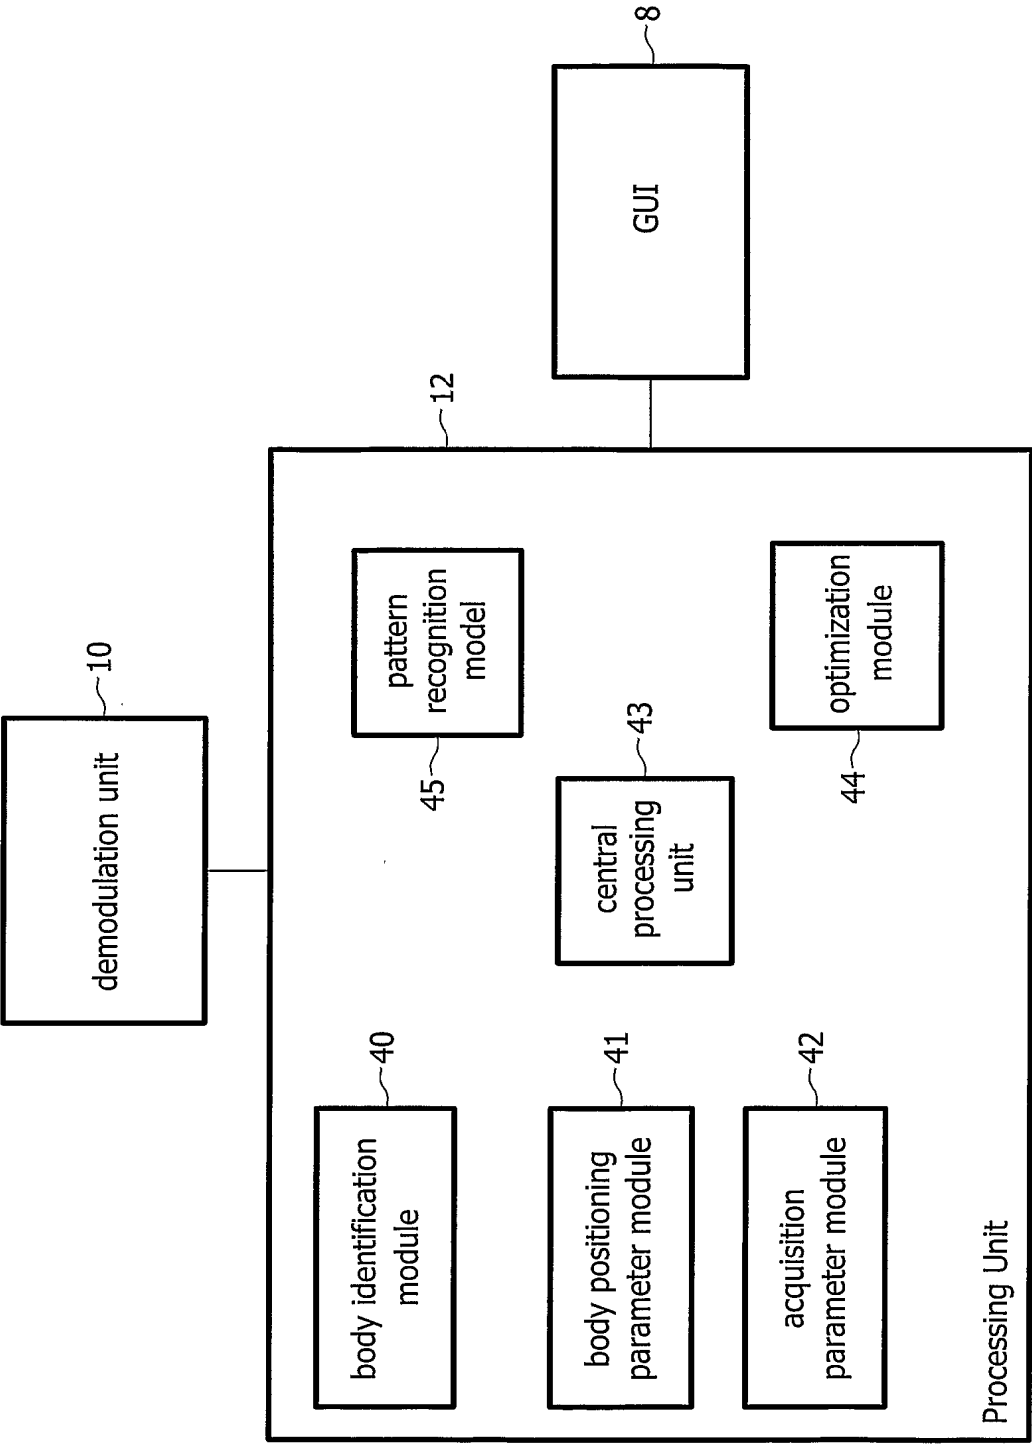 demodulation unit
10
Processing Unit
12
body identification
module
40
body positioning
parameter module
41
acquisition
parameter module
42
central
processing
unit
43
pattern
recognition
model
45
optimization
module
44
GUI
8